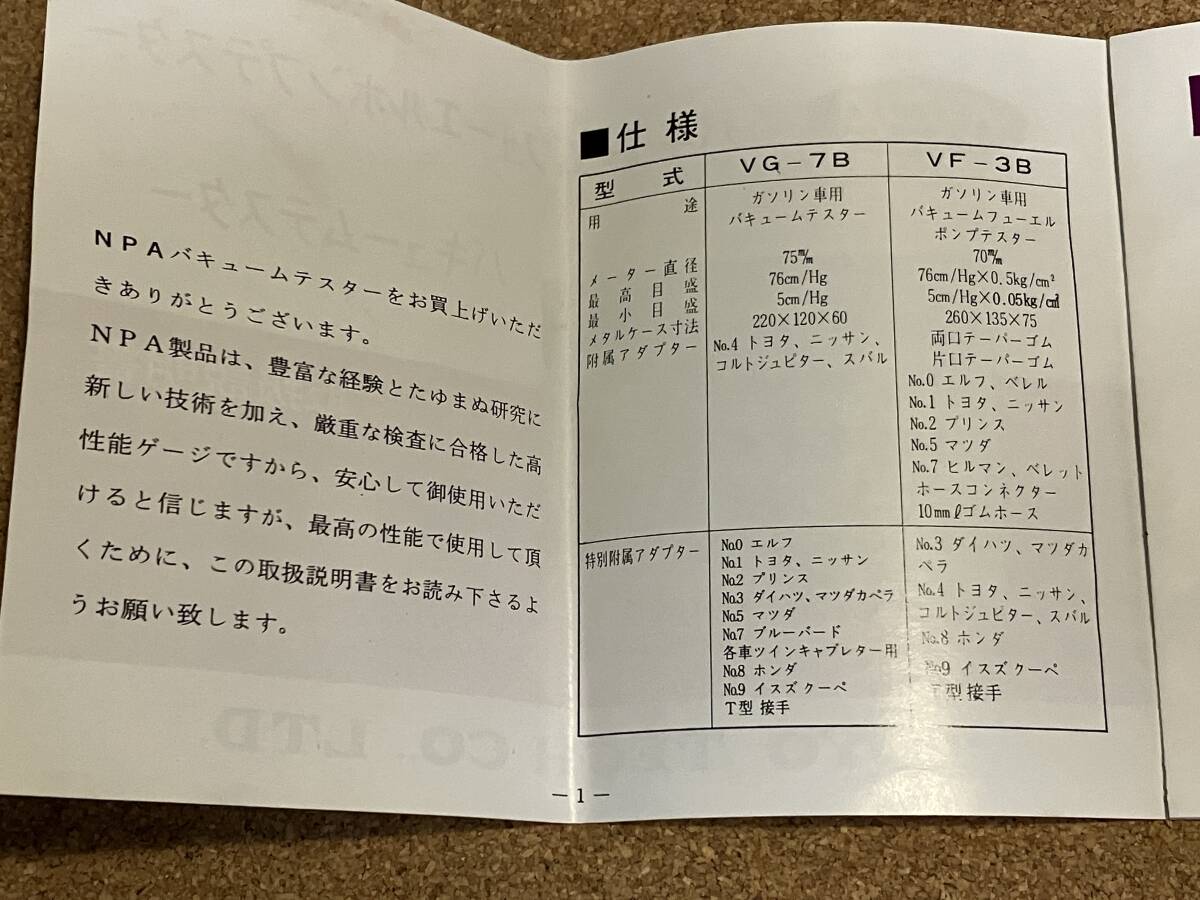 NPAバキュームテスターをお買上げいただ
きありがとうございます。
NPA製品は、豊富な経験とたゆまぬ研究に
新しい技術を加え、厳重な検査に合格した高
性能ゲージですから、安心して御使用いただ
けると信じますが、最高の性能で使用して頂
くために、この取扱説明書をお読み下さるよ
うお願い致します。
■仕様
型式 VG-7B VF-3B
用途 ガソリン車用 ガソリン車用
バキュームテスター バキュームフューエル
ポンプテスター
メーター直径 75m/m 70m/m
最高目盛 76cm/Hg 76cm/Hg×0.5kg/cm²
最小目盛 5cm/Hg 5cm/Hg×0.05kg/cm²
メタルケース寸法 220×120×60 260×135×75
附属アダプター No.4 トヨタ、ニッサン、 両口テーパーゴム
コルトジュピター、スバル 片口テーパーゴム
No.0 エルフ、ベレル
No.1 トヨタ、ニッサン
No.2 プリンス
No.5 マツダ
No.7 ヒルマン、ベレット
ホースコネクター
10mmℓゴムホース
特別附属アダプター No.0 エルフ No.3 ダイハツ、マツダカ
No.1 トヨタ、ニッサン ペラ
No.2 プリンス No.4 トヨタ、ニッサン、
No.3 ダイハツ、マツダカペラ コルトジュピター、スバル
No.5 マツダ No.8 ホンダ
No.7 ブルーバード No.9 イスズクーペ
各車ツインキャブレター用 T型接手
No.8 ホンダ
No.9 イスズクーペ
T型接手
— 1 —